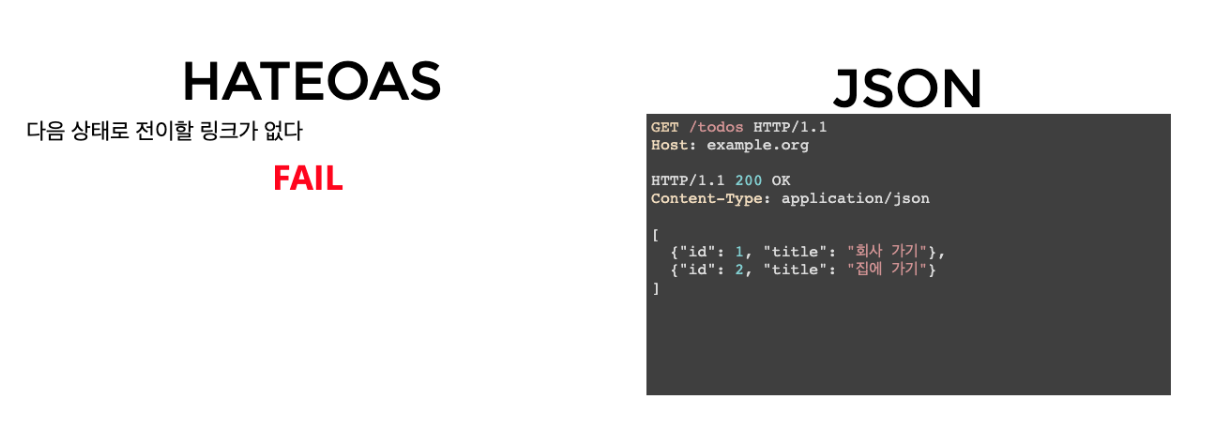 HATEOAS
다음 상태로 전이할 링크가 없다
FAIL
JSON
GET /todos HTTP/1.1
Host: example.org
HTTP/1.1 200 OK
Content-Type: application/json
[
  {"id": 1, "title": "회사 가기"},
  {"id": 2, "title": "집에 가기"}
]